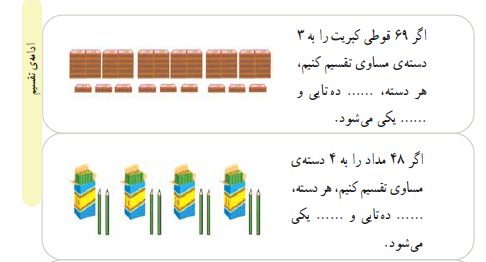 ادامه‌ی تقسیم
اگر ۶۹ قوطی کبریت را به ۳
دسته‌ی مساوی تقسیم کنیم،
هر دسته، ...... ده تایی و
...... یکی می‌شود.
اگر ۴۸ مداد را به ۴ دسته‌ی
مساوی تقسیم کنیم، هر دسته،
...... ده‌تایی و ...... یکی
می‌شود.